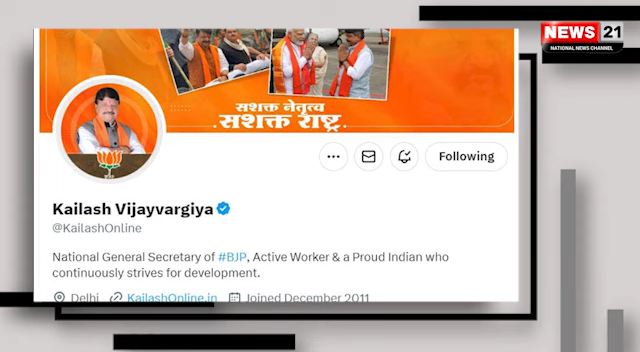 NEWS 21
NATIONAL NEWS CHANNEL
सशक्त नेतृत्व
सशक्त राष्ट्र
Following
Kailash Vijayvargiya
@KailashOnline
National General Secretary of #BJP, Active Worker & a Proud Indian who
continuously strives for development.
Delhi KailashOnline.in Joined December 2011